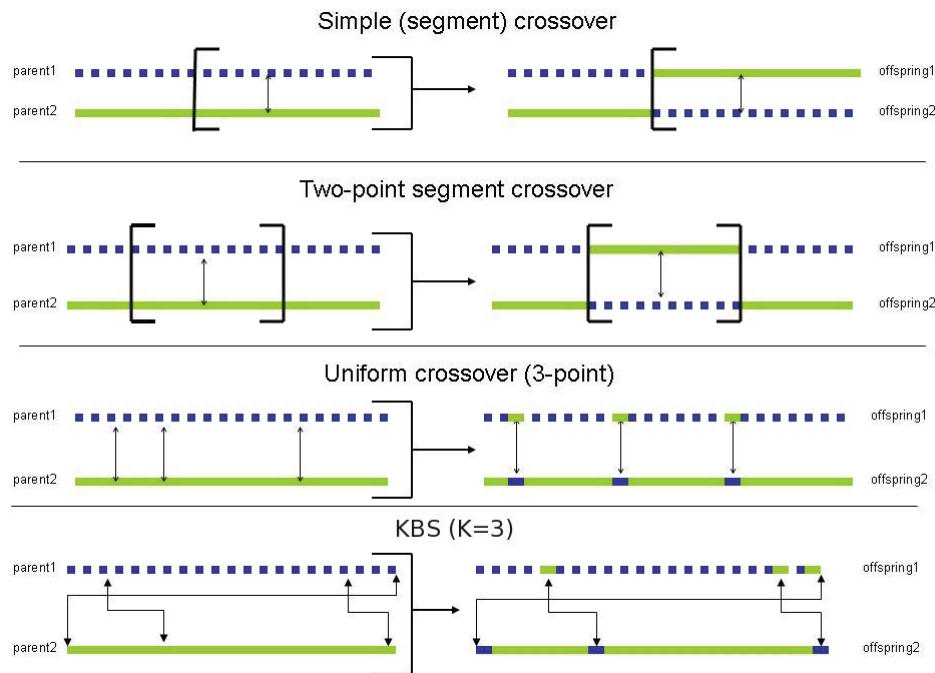 Simple (segment) crossover
parent1
offspring1
parent2
offspring2
Two-point segment crossover
parent1
offspring1
parent2
offspring2
Uniform crossover (3-point)
parent1
offspring1
parent2
offspring2
KBS (K=3)
parent1
offspring1
parent2
offspring2